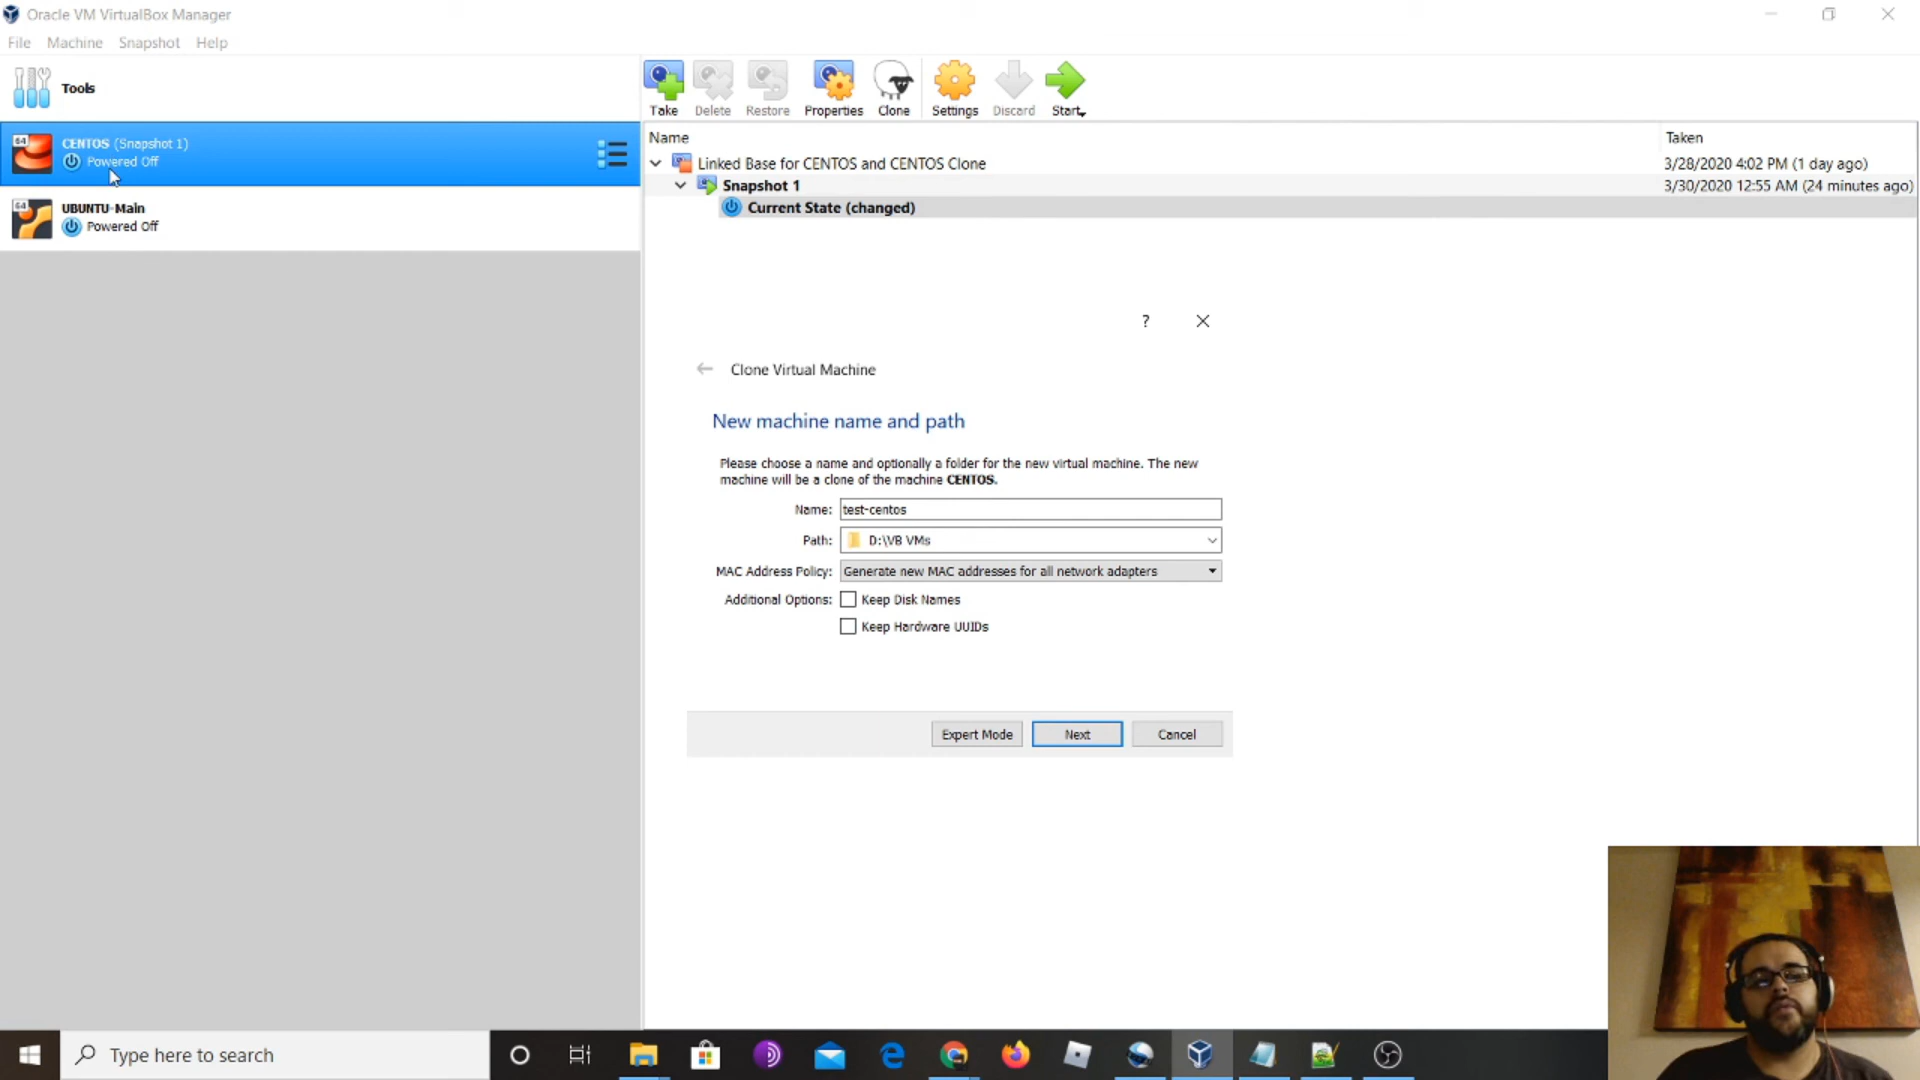 Oracle VM VirtualBox Manager
File Machine Snapshot Help
Tools
64 CENTOS (Snapshot 1)
Powered Off
64 UBUNTU-Main
Powered Off
Take Delete Restore Properties Clone Settings Discard Start
Name Taken
Linked Base for CENTOS and CENTOS Clone 3/28/2020 4:02 PM (1 day ago)
Snapshot 1 3/30/2020 12:55 AM (24 minutes ago)
Current State (changed)
?
Clone Virtual Machine
New machine name and path
Please choose a name and optionally a folder for the new virtual machine. The new
machine will be a clone of the machine CENTOS.
Name: test-centos
Path: D:\VB VMs
MAC Address Policy: Generate new MAC addresses for all network adapters
Additional Options: Keep Disk Names
Keep Hardware UUIDs
Expert Mode Next Cancel
Type here to search